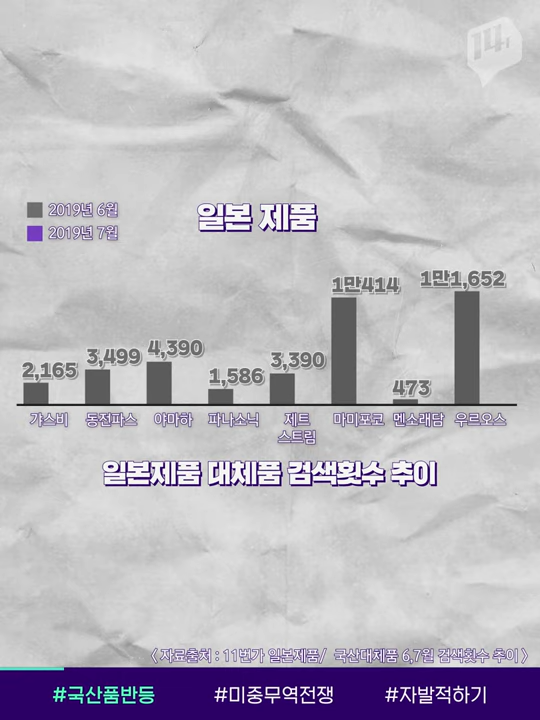 14F
2019년 6월
2019년 7월
일본 제품
2,165
3,499
4,390
1,586
3,390
1만414
473
1만1,652
갸스비
동전파스
야마하
파나소닉
제트
스트림
마미포코
멘소래담
우르오스
일본제품 대체품 검색횟수 추이
< 자료출처 : 11번가 일본제품/ 국산대체품 6,7월 검색횟수 추이 >
#국산품반등
#미중무역전쟁
#자발적하기